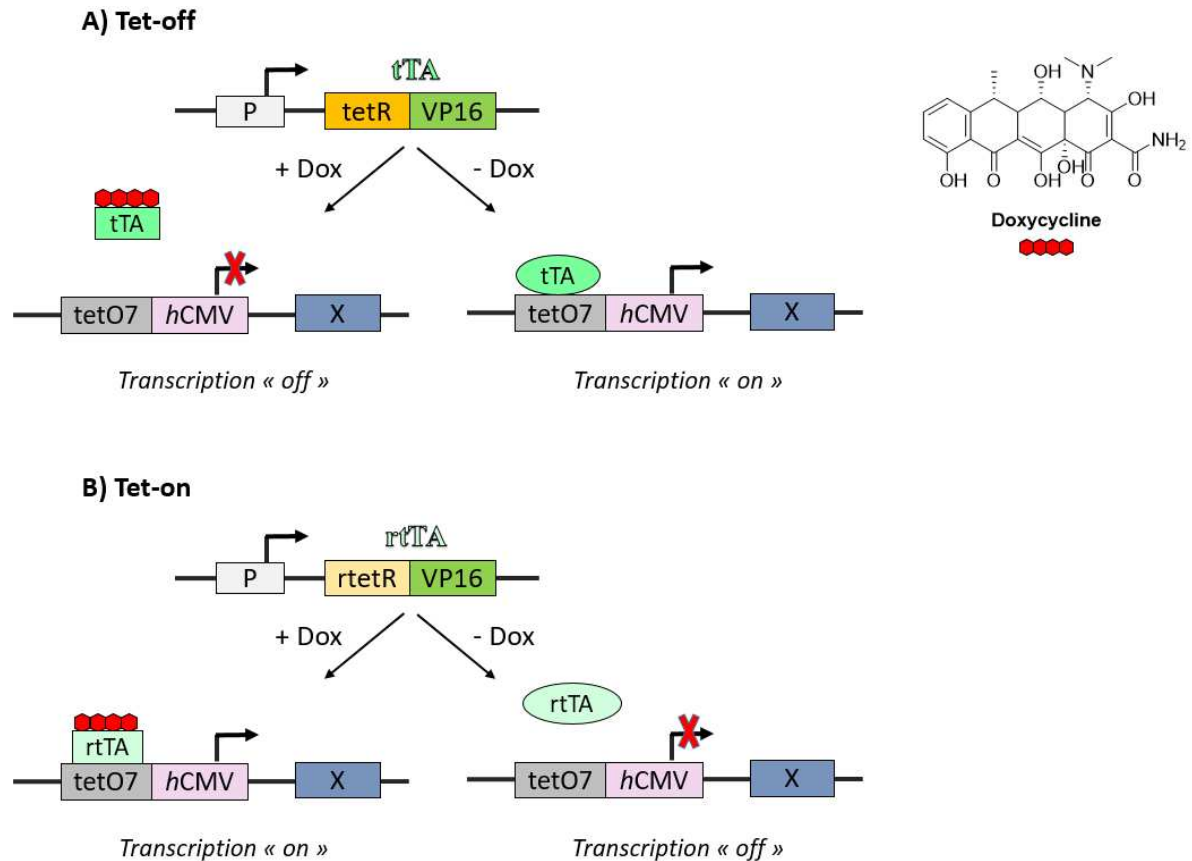 A) Tet-off
tTA
P tetR VP16
+ Dox - Dox
tTA
tTA
tetO7 hCMV X
tetO7 hCMV X
Transcription « off »
Transcription « on »
OH
N
OH
NH₂
OH
O
OH
OH
O
O
Doxycycline
B) Tet-on
rtTA
P rtetR VP16
+ Dox - Dox
rtTA
rtTA
tetO7 hCMV X
tetO7 hCMV X
Transcription « on »
Transcription « off »